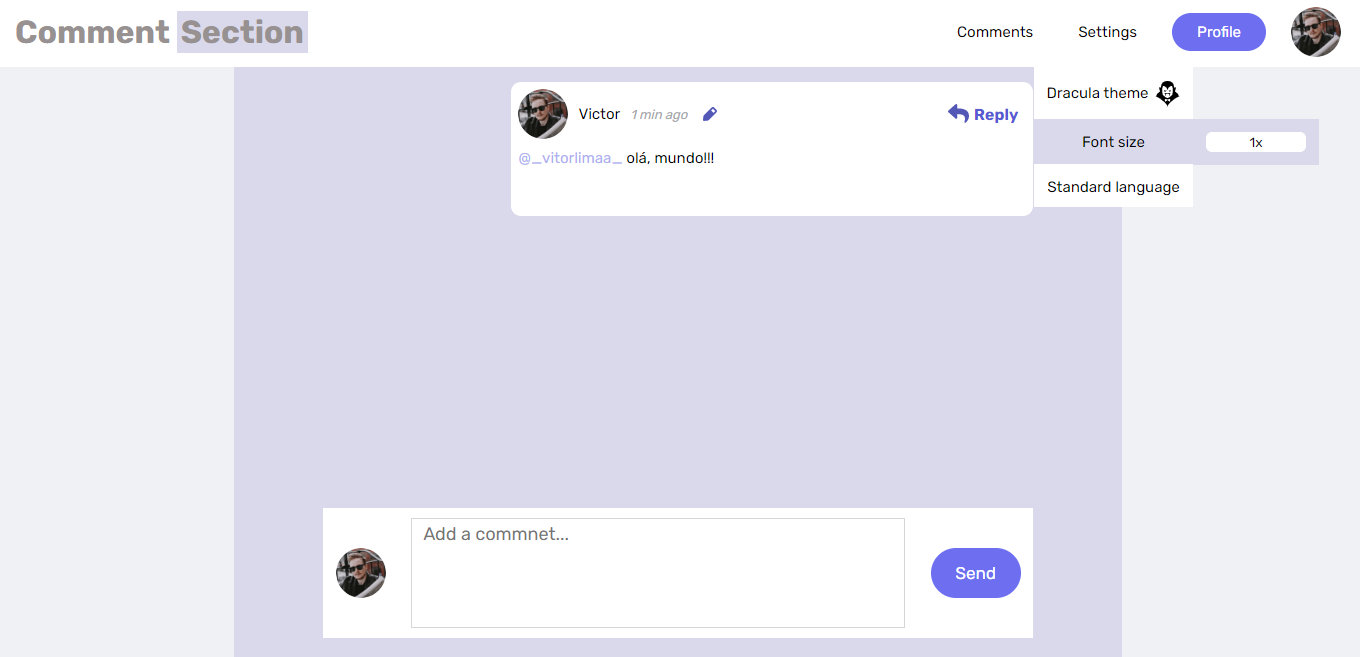 Comment Section
Comments Settings Profile
Dracula theme
Font size 1x
Standard language
Victor 1 min ago Reply
@_vitorlimaa_ olá, mundo!!!
Add a commnet...
Send